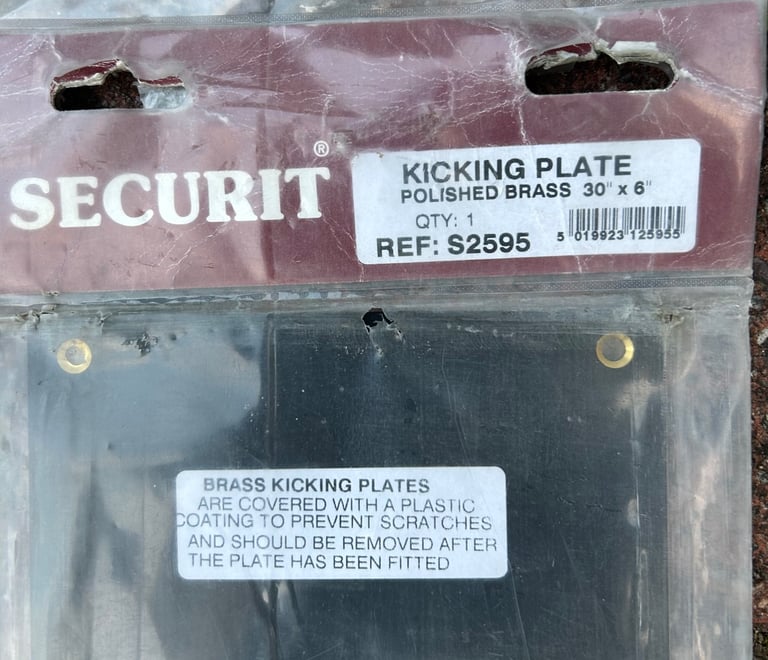 SECURIT®
KICKING PLATE
POLISHED BRASS 30" x 6"
QTY: 1
REF: S2595
5 019923 125955
BRASS KICKING PLATES
ARE COVERED WITH A PLASTIC
COATING TO PREVENT SCRATCHES
AND SHOULD BE REMOVED AFTER
THE PLATE HAS BEEN FITTED